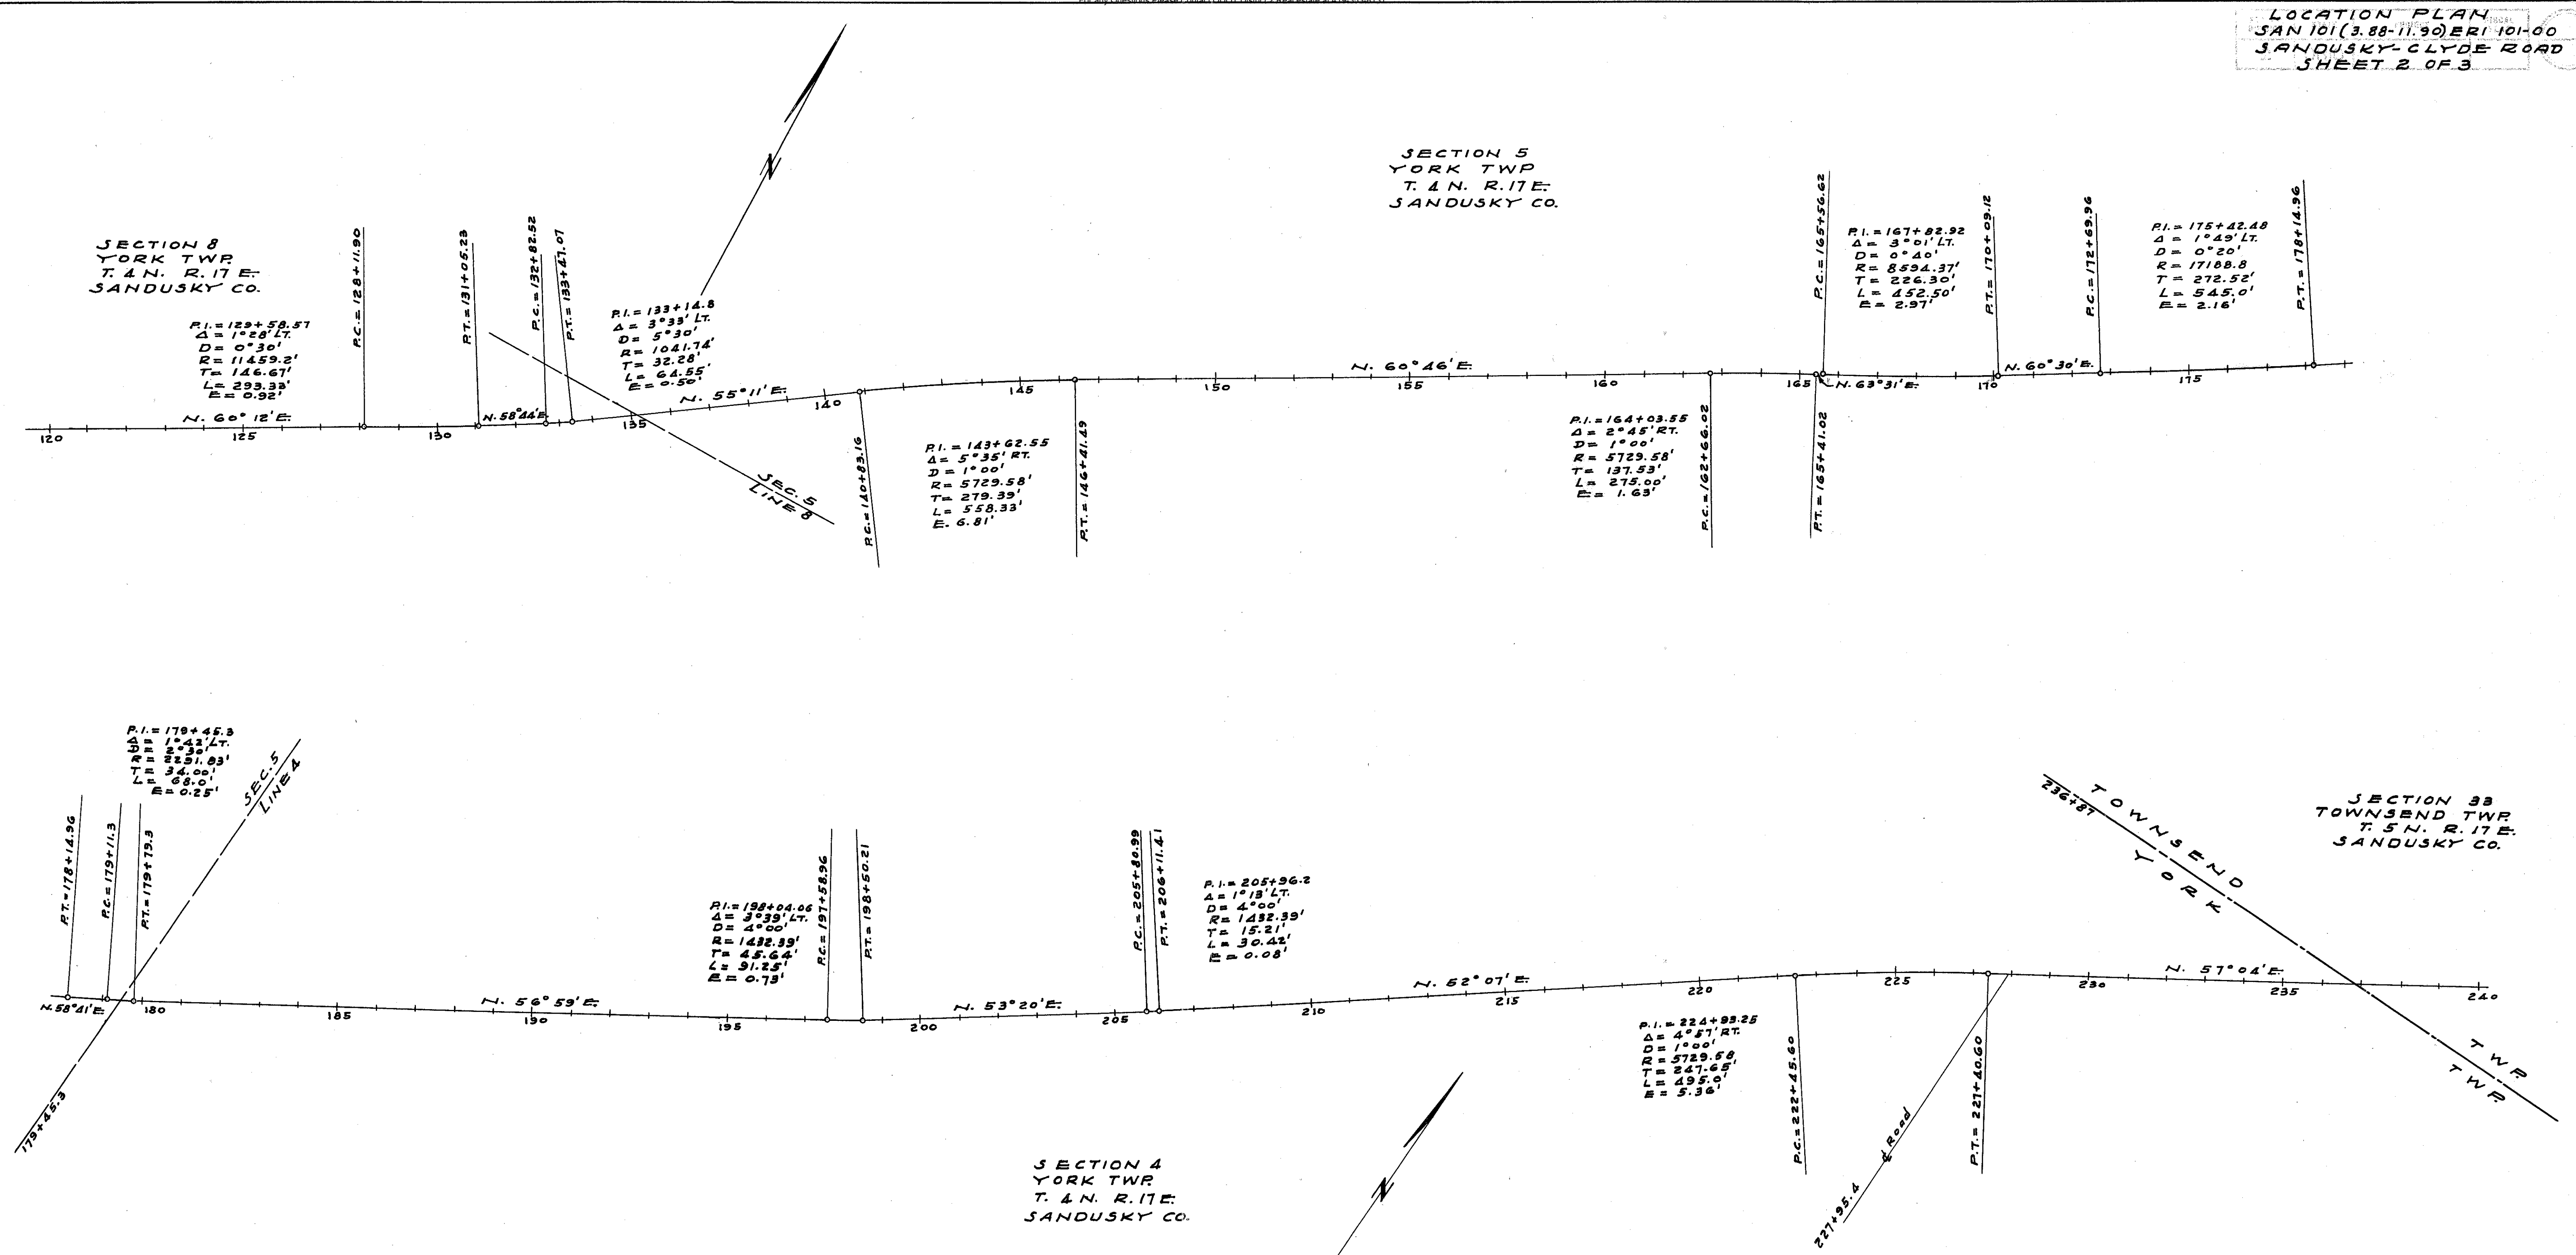 LOCATION PLAN
SAN 101(3.88-11.90)ERI 101-00
SANDUSKY-CLYDE ROAD
SHEET 2 OF 3
SECTION 8
YORK TWP.
T. 4 N. R. 17 E.
SANDUSKY CO.
P.I.=129+58.57
Δ= 1°28' LT.
D= 0°30'
R= 11459.2'
T= 146.67'
L= 293.33'
E= 0.92'
N. 60° 12' E.
P.C.=128+11.90
P.T.=131+05.23
N. 58°44'E.
P.C.=132+82.52
P.T.=133+47.07
N
P.I.=133+14.8
Δ= 3°33' LT.
D= 5°30'
R= 1041.74'
T= 32.28'
L= 64.55'
E= 0.50'
N. 55°11'E.
SEC. 5
LINE 8
P.C.=140+83.16
P.I.=143+62.55
Δ= 5°35' RT.
D= 1°00'
R= 5729.58'
T= 279.39'
L= 558.33'
E. 6.81'
P.T.=146+41.49
SECTION 5
YORK TWP
T. 4 N. R. 17 E.
SANDUSKY CO.
N. 60°46'E.
P.I.=164+03.55
Δ= 2°45' RT.
D= 1°00'
R= 5729.58'
T= 137.53'
L= 275.00'
E= 1.63'
P.C.=162+66.02
P.T.=165+41.02
P.C.=165+56.62
N. 63°31'E.
P.I.=167+82.92
Δ= 3°01' LT.
D= 0°40'
R= 8594.37'
T= 226.30'
L= 452.50'
E= 2.97'
P.T.=170+09.12
N. 60°30'E.
P.C.=172+69.96
P.I.=175+42.48
Δ= 1°49' LT.
D= 0°20'
R= 17188.8
T= 272.52'
L= 545.0'
E= 2.16'
P.T.=178+14.96
120 125 130 135 140 145 150 155 160 165 170 175
P.I.=179+45.3
Δ= 1°42' LT.
D= 2°30'
R= 2291.83'
T= 34.00'
L= 68.0'
E= 0.25'
P.T.=178+14.96
P.C.=179+11.3
P.T.=179+79.3
SEC. 5
LINE 4
N. 58°41'E.
179+45.3
N. 56°59'E.
P.I.=198+04.06
Δ= 3°39' LT.
D= 4°00'
R= 1432.39'
T= 45.64'
L= 91.25'
E= 0.73'
P.C.=197+58.96
P.T.=198+50.21
N. 53°20'E.
P.C.=205+80.99
P.T.=206+11.41
P.I.=205+96.2
Δ= 1°13' LT.
D= 4°00'
R= 1432.39'
T= 15.21'
L= 30.42'
E= 0.08'
N. 52°07'E.
P.I.=224+93.25
Δ= 4°57' RT.
D= 1°00'
R= 5729.58
T= 247.65'
L= 495.0'
E= 5.36'
P.C.=222+45.60
P.T.=227+40.60
℄ Road
227+95.4
N. 57°04'E.
236+87
TOWNSEND TWP.
YORK TWP.
SECTION 33
TOWNSEND TWP.
T. 5 N. R. 17 E.
SANDUSKY CO.
180 185 190 195 200 205 210 215 220 225 230 235 240
SECTION 4
YORK TWP.
T. 4 N. R. 17 E.
SANDUSKY CO.
N